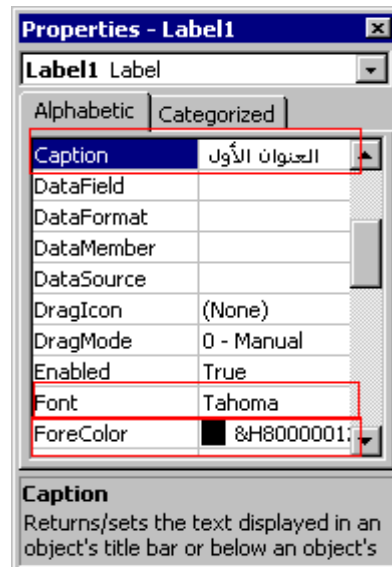 Properties - Label1
Label1 Label
Alphabetic Categorized
Caption العنوان الأول
DataField
DataFormat
DataMember
DataSource
DragIcon (None)
DragMode 0 - Manual
Enabled True
Font Tahoma
ForeColor &H8000001
Caption
Returns/sets the text displayed in an
object's title bar or below an object's